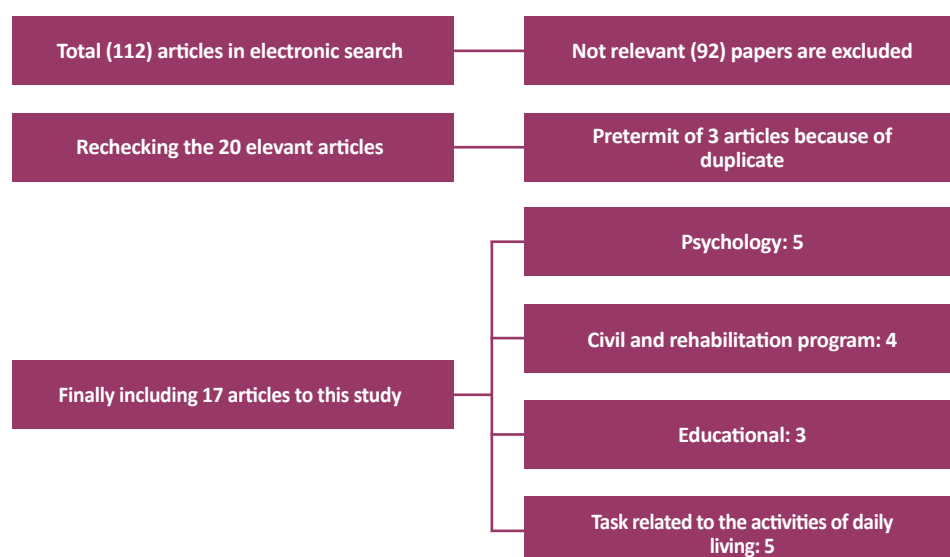 Total (112) articles in electronic search
Not relevant (92) papers are excluded
Rechecking the 20 elevant articles
Pretermit of 3 articles because of
duplicate
Psychology: 5
Civil and rehabilitation program: 4
Finally including 17 articles to this study
Educational: 3
Task related to the activities of daily
living: 5